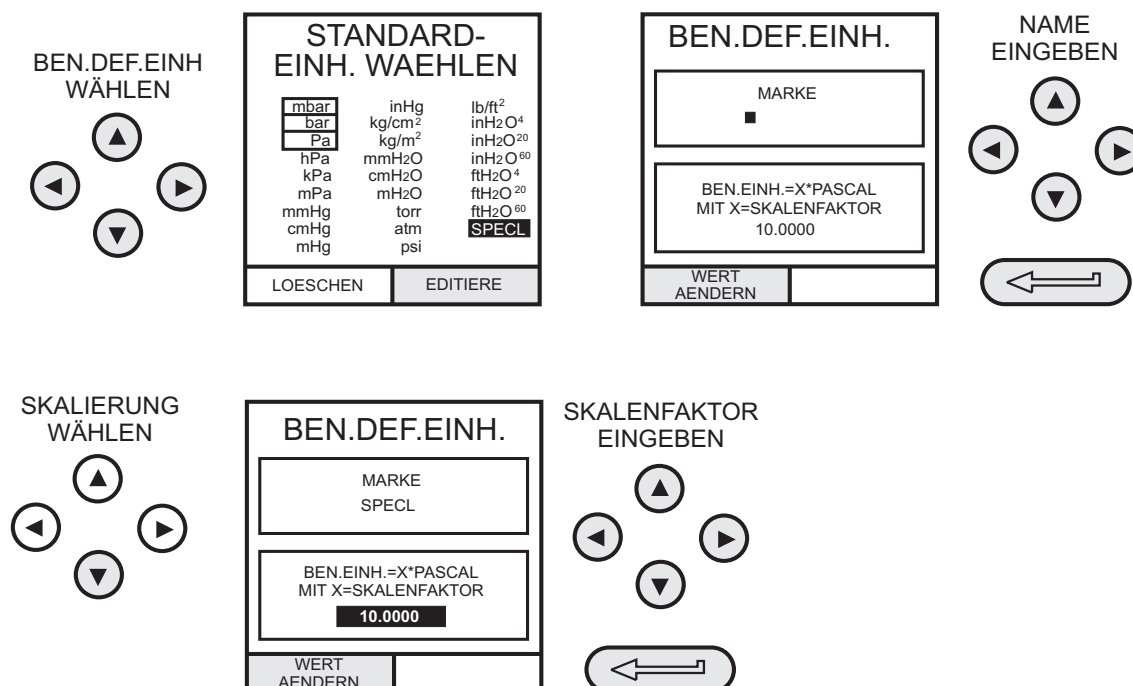 BEN.DEF.EINH
WÄHLEN
STANDARD-
EINH. WAEHLEN
mbar inHg lb/ft²
bar kg/cm² inH2O⁴
Pa kg/m² inH2O²⁰
hPa mmH2O inH2O⁶⁰
kPa cmH2O ftH2O⁴
mPa mH2O ftH2O²⁰
mmHg torr ftH2O⁶⁰
cmHg atm SPECL
mHg psi
LOESCHEN EDITIERE
BEN.DEF.EINH.
MARKE
BEN.EINH.=X*PASCAL
MIT X=SKALENFAKTOR
10.0000
WERT
AENDERN
NAME
EINGEBEN
SKALIERUNG
WÄHLEN
BEN.DEF.EINH.
MARKE
SPECL
BEN.EINH.=X*PASCAL
MIT X=SKALENFAKTOR
10.0000
WERT
AENDERN
SKALENFAKTOR
EINGEBEN